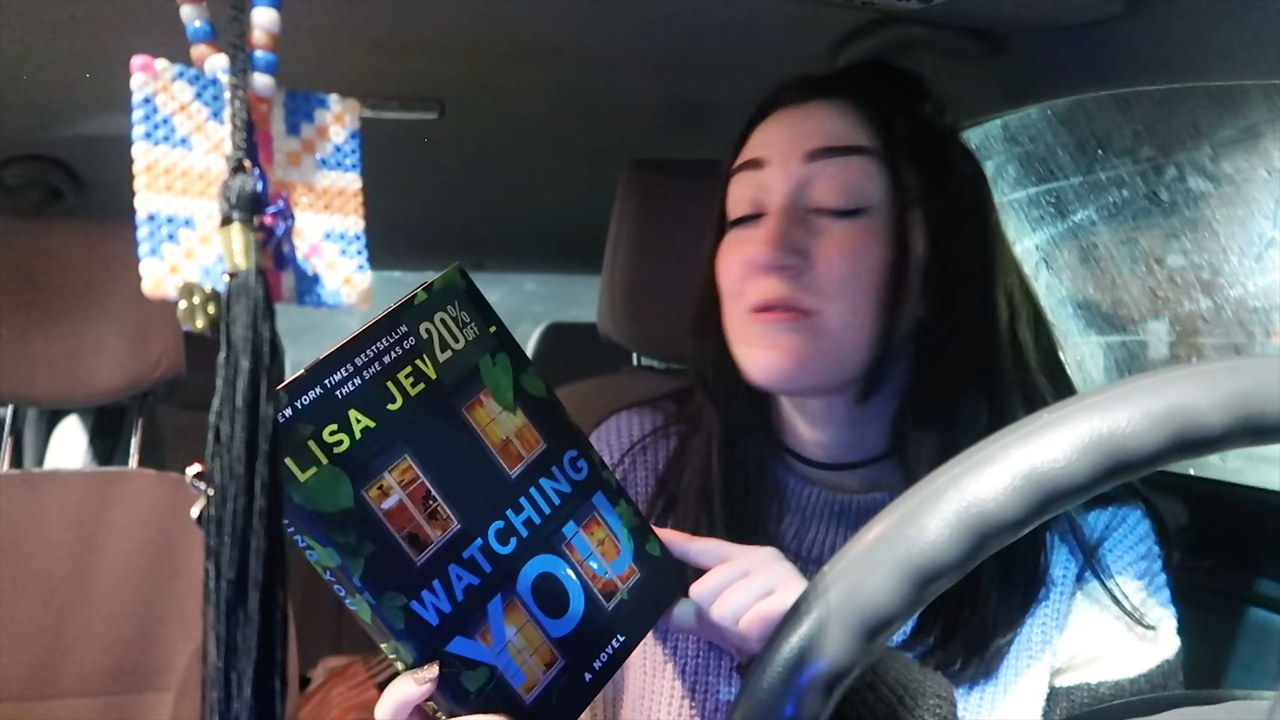 EW YORK TIMES BESTSELLIN
THEN SHE WAS GO
20%
OFF
LISA JEW
WATCHING
YOU
A NOVEL